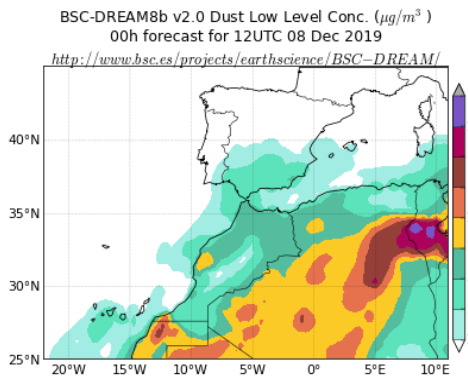 BSC-DREAM8b v2.0 Dust Low Level Conc. (μg/m³ )
00h forecast for 12UTC 08 Dec 2019
http://www.bsc.es/projects/earthscience/BSC−DREAM/
40°N
35°N
30°N
25°N
20°W 15°W 10°W 5°W 0° 5°E 10°E